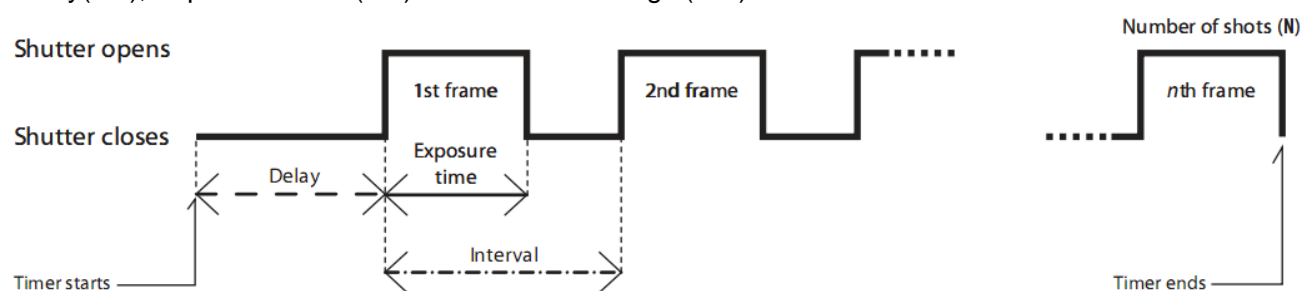 Number of shots (N)
Shutter opens
1st frame
2nd frame
nth frame
Shutter closes
Exposure
time
Delay
Interval
Timer starts
Timer ends